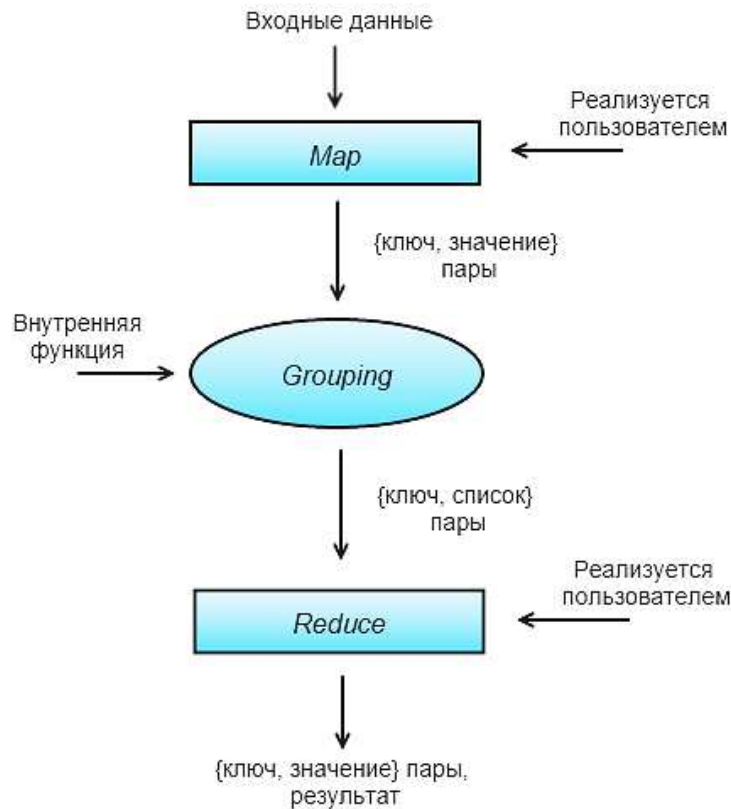 Входные данные
Реализуется
пользователем
Map
{ключ, значение}
пары
Внутренняя
функция
Grouping
{ключ, список}
пары
Реализуется
пользователем
Reduce
{ключ, значение} пары,
результат